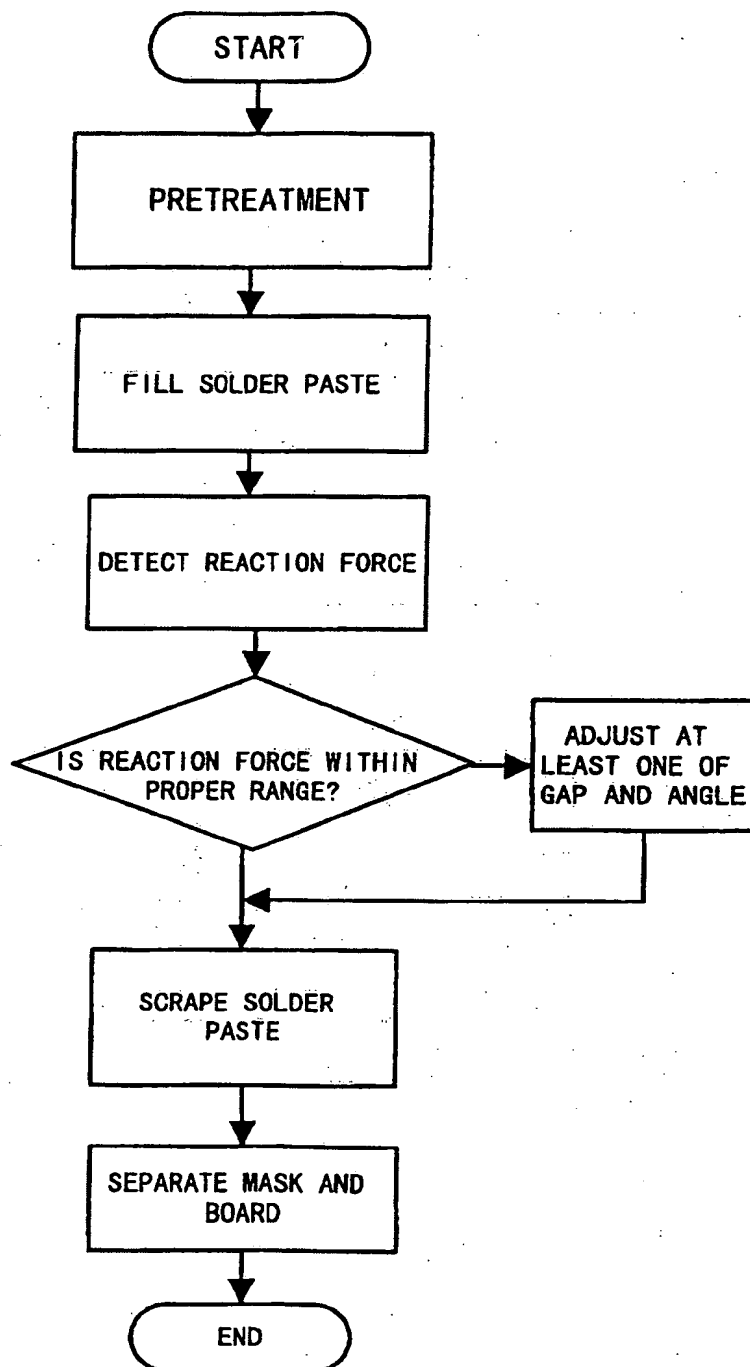 START
PRETREATMENT
FILL SOLDER PASTE
DETECT REACTION FORCE
IS REACTION FORCE WITHIN
PROPER RANGE?
ADJUST AT
LEAST ONE OF
GAP AND ANGLE
SCRAPE SOLDER
PASTE
SEPARATE MASK AND
BOARD
END